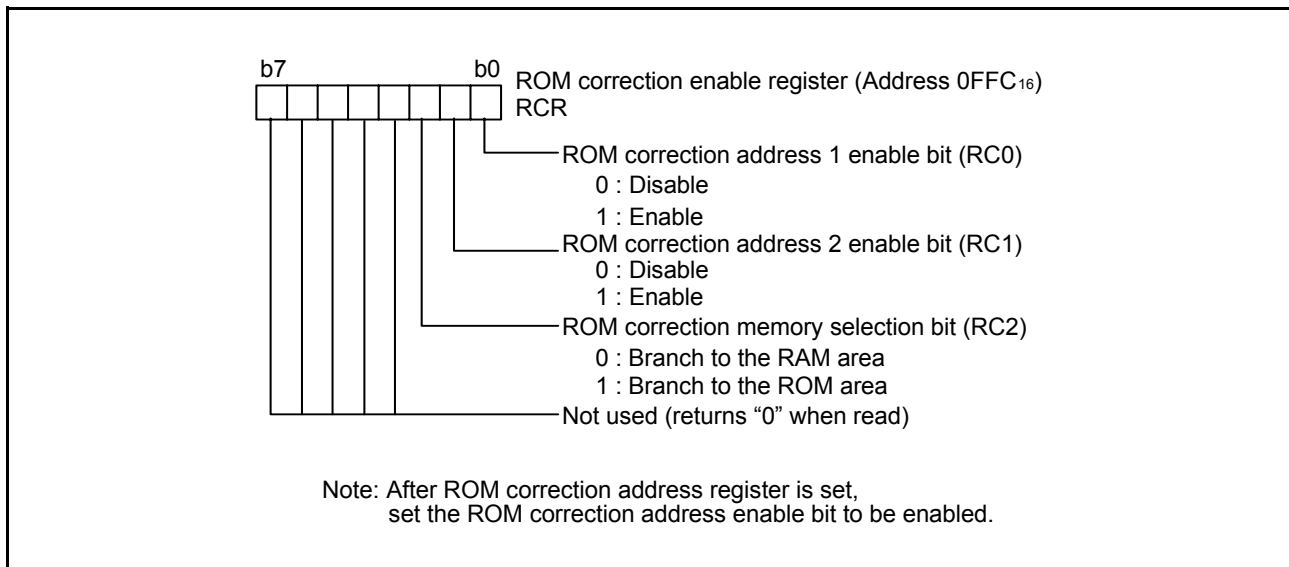 b7 b0
ROM correction enable register (Address 0FFC₁₆)
RCR
ROM correction address 1 enable bit (RC0)
0 : Disable
1 : Enable
ROM correction address 2 enable bit (RC1)
0 : Disable
1 : Enable
ROM correction memory selection bit (RC2)
0 : Branch to the RAM area
1 : Branch to the ROM area
Not used (returns “0” when read)
Note: After ROM correction address register is set,
set the ROM correction address enable bit to be enabled.